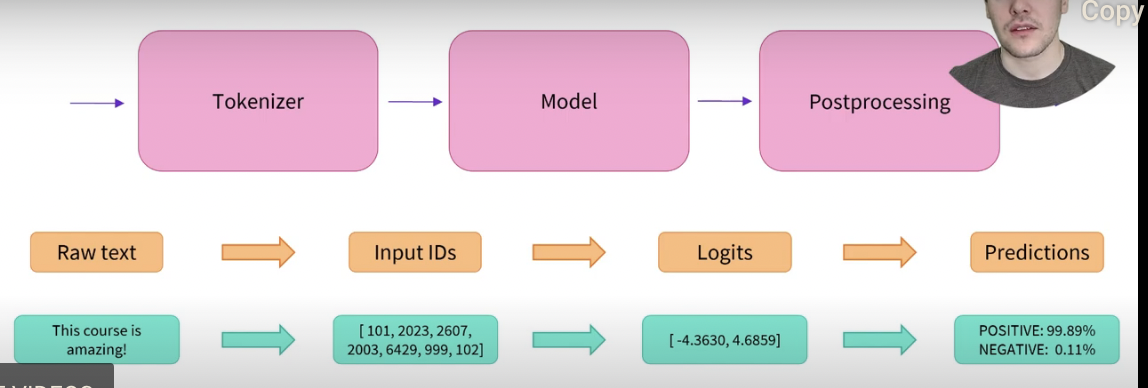 Copy
Tokenizer
Model
Postprocessing
Raw text
Input IDs
Logits
Predictions
This course is
amazing!
[ 101, 2023, 2607,
2003, 6429, 999, 102]
[ -4.3630, 4.6859]
POSITIVE: 99.89%
NEGATIVE: 0.11%